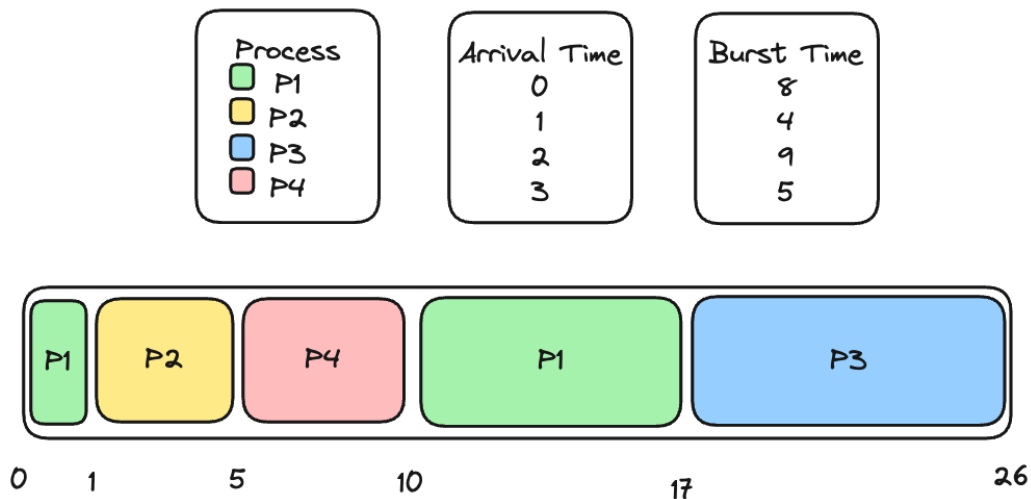 Process
P1
P2
P3
P4
Arrival Time
0
1
2
3
Burst Time
8
4
9
5
P1 P2 P4 P1 P3
0 1 5 10 17 26